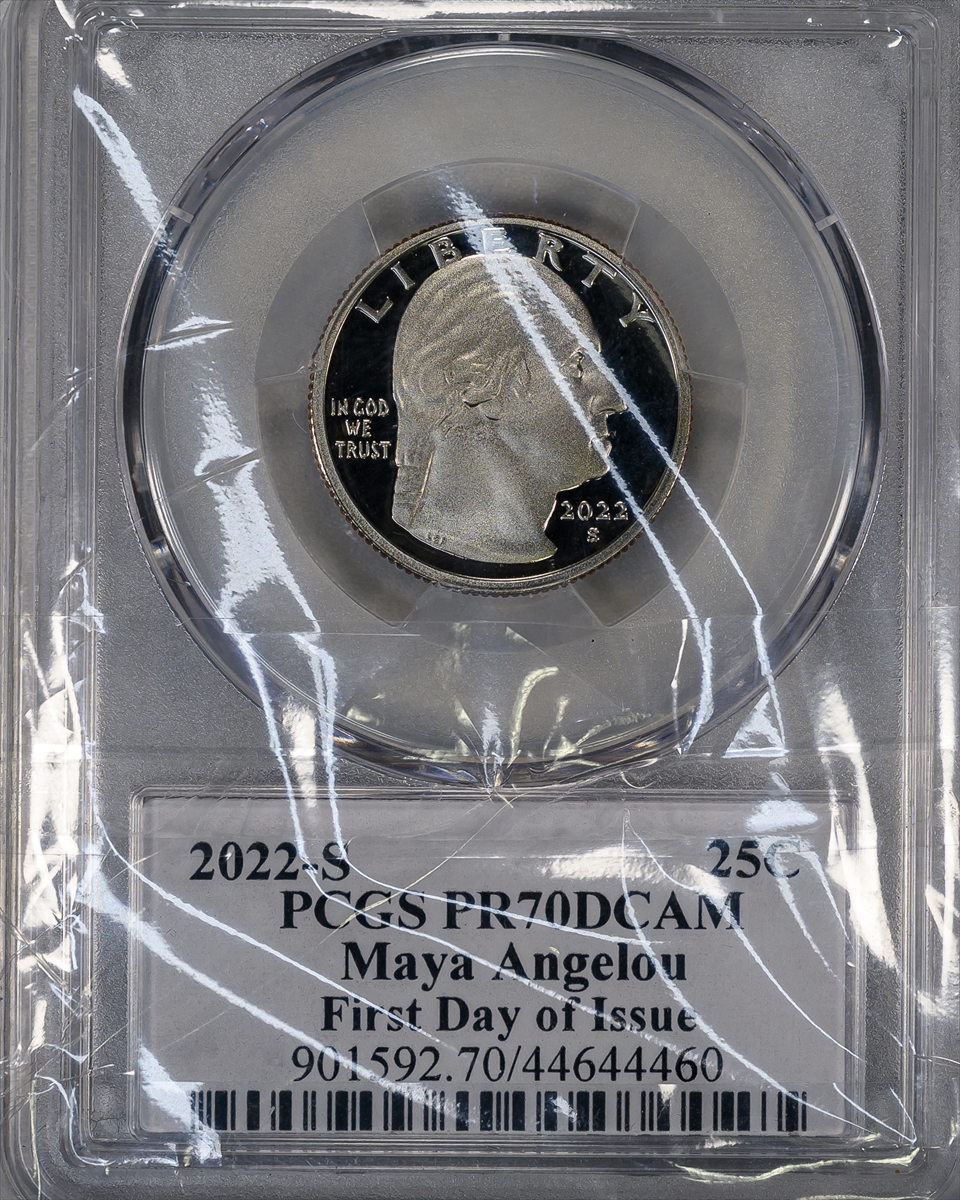 LIBERTY
IN GOD
WE
TRUST
2022
S
2022-S 25C
PCGS PR70DCAM
Maya Angelou
First Day of Issue
901592.70/44644460